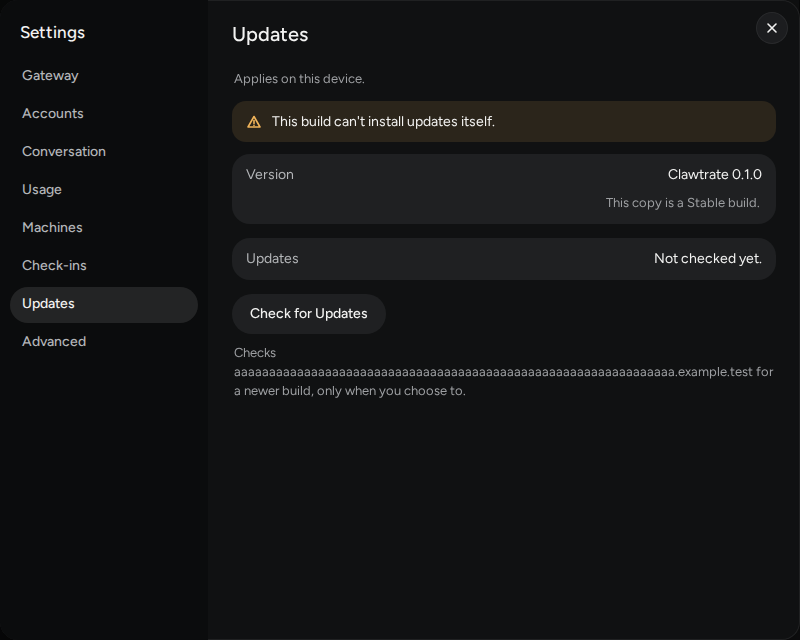 Settings
Gateway
Accounts
Conversation
Usage
Machines
Check-ins
Updates
Advanced
Updates
Applies on this device.
This build can't install updates itself.
Version
Clawtrate 0.1.0
This copy is a Stable build.
Updates
Not checked yet.
Check for Updates
Checks
aaaaaaaaaaaaaaaaaaaaaaaaaaaaaaaaaaaaaaaaaaaaaaaaaaaaaaaaaaaaaaa.example.test for
a newer build, only when you choose to.